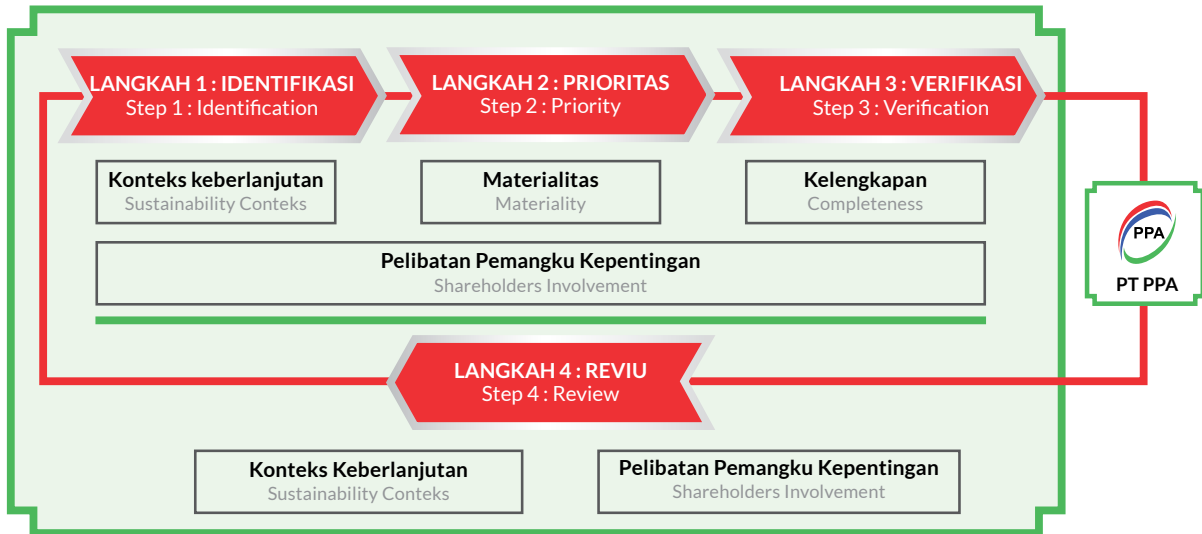 LANGKAH 1 : IDENTIFIKASI
Step 1 : Identification
LANGKAH 2 : PRIORITAS
Step 2 : Priority
LANGKAH 3 : VERIFIKASI
Step 3 : Verification
Konteks keberlanjutan
Sustainability Conteks
Materialitas
Materiality
Kelengkapan
Completeness
Pelibatan Pemangku Kepentingan
Shareholders Involvement
PPA
PT PPA
LANGKAH 4 : REVIU
Step 4 : Review
Konteks Keberlanjutan
Sustainability Conteks
Pelibatan Pemangku Kepentingan
Shareholders Involvement